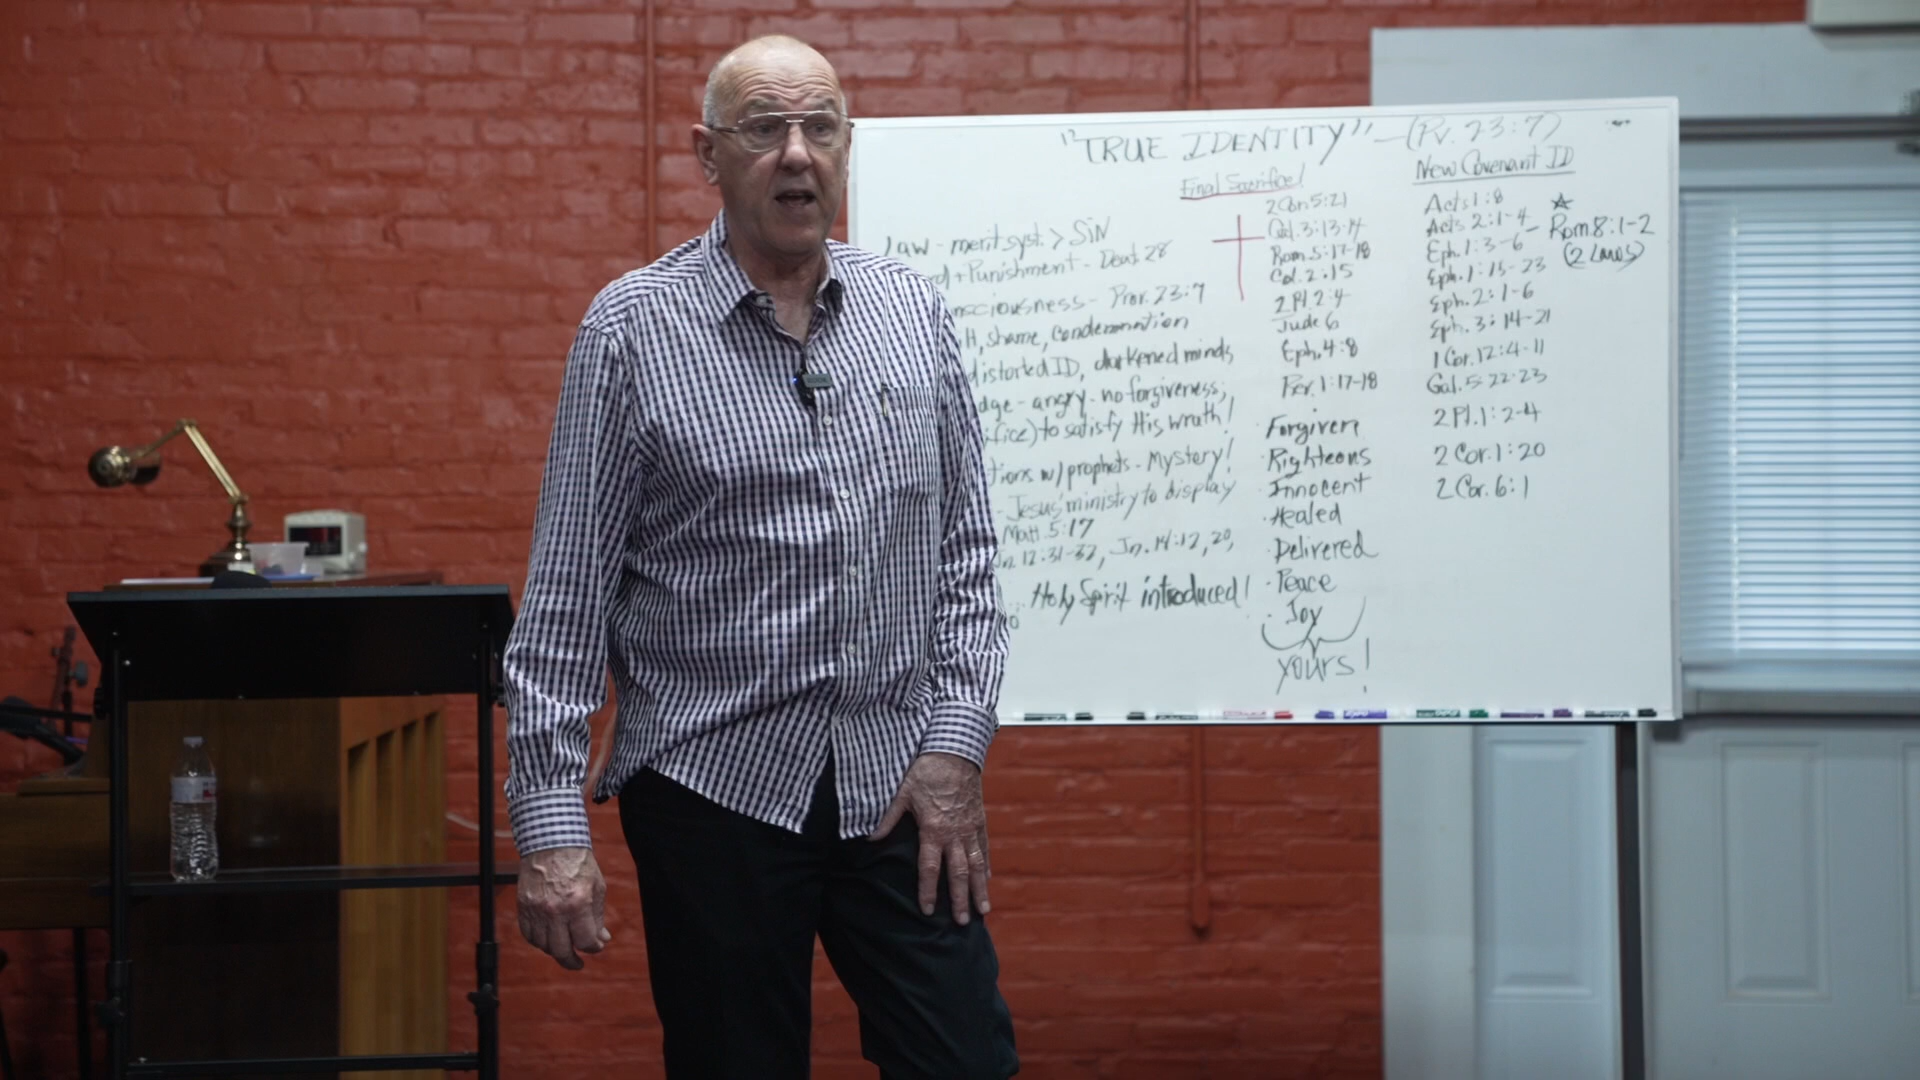 "TRUE IDENTITY" - (Pv. 23:7)
Law - merit syst. > SIN
+ Punishment - Deut. 28
nsciousness - Prov. 23:7
shame, condemnation
distorted ID, darkened minds
dge - angry - no forgiveness;
ifice) to satisfy His wrath!
tions w/ prophets - Mystery!
- Jesus' ministry to display
Matt. 5:17
Jn. 12:31-32, Jn. 14:12, 20,
Holy Spirit introduced!
Final Sacrifice!
2 Cor. 5:21
Gal. 3:13-14
Rom. 5:17-18
Col. 2:15
2 Pt. 2:4
Jude 6
Eph. 4:8
Rev. 1:17-18
Forgiven
· Righteous
· Innocent
· Healed
· Delivered
· Peace
· Joy
yours!
New Covenant ID
Acts 1:8
Acts 2:1-4
Eph. 1:3-6 - Rom 8:1-2
(2 Laws)
Eph. 1:15-23
Eph. 2:1-6
Eph. 3:14-21
1 Cor. 12:4-11
Gal. 5:22-23
2 Pt. 1:2-4
2 Cor. 1:20
2 Cor. 6:1